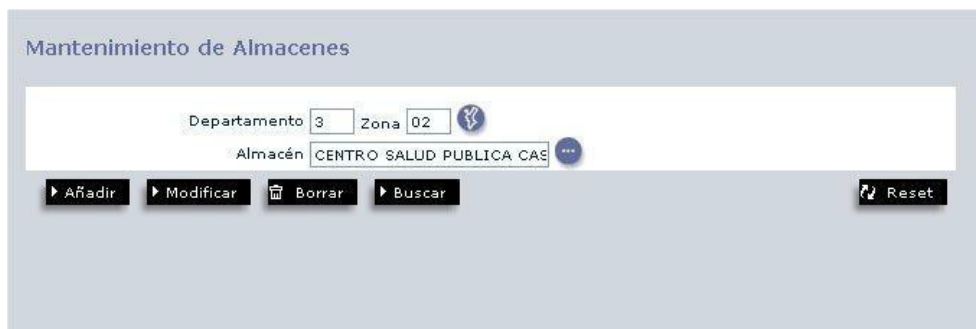 Mantenimiento de Almacenes
Departamento 3 Zona 02
Almacén CENTRO SALUD PUBLICA CAS
Añadir Modificar Borrar Buscar Reset